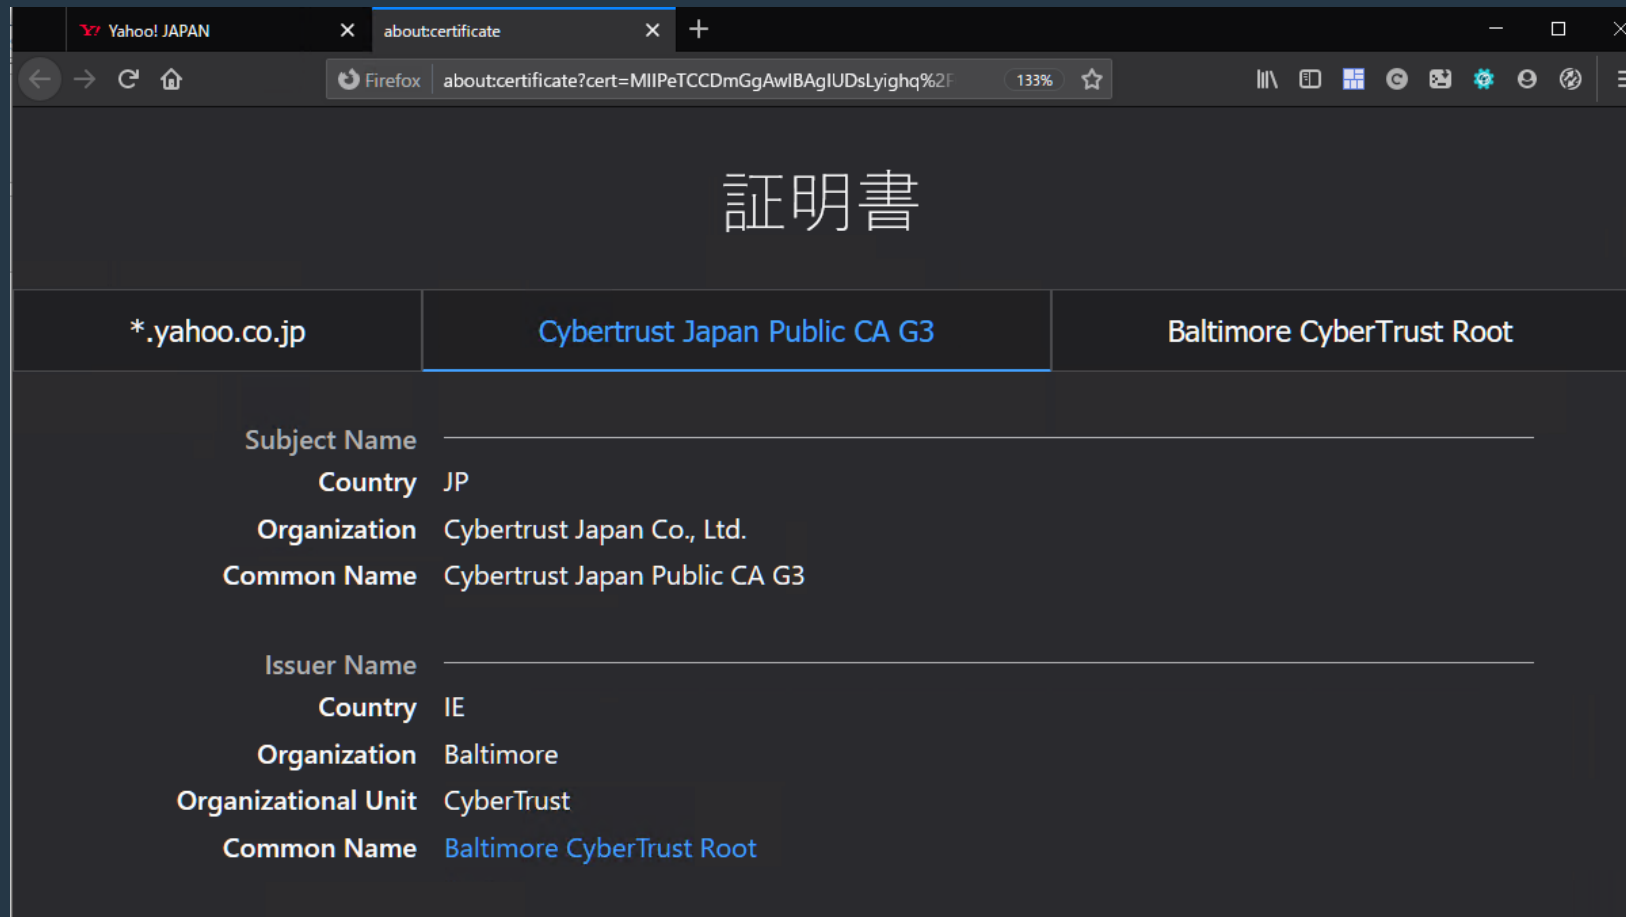 Yahoo! JAPAN
about:certificate
Firefox
about:certificate?cert=MIIPeTCCDmGgAwIBAgIUDsLyighq%2F
133%
証明書
*.yahoo.co.jp
Cybertrust Japan Public CA G3
Baltimore CyberTrust Root
Subject Name
Country JP
Organization Cybertrust Japan Co., Ltd.
Common Name Cybertrust Japan Public CA G3
Issuer Name
Country IE
Organization Baltimore
Organizational Unit CyberTrust
Common Name Baltimore CyberTrust Root